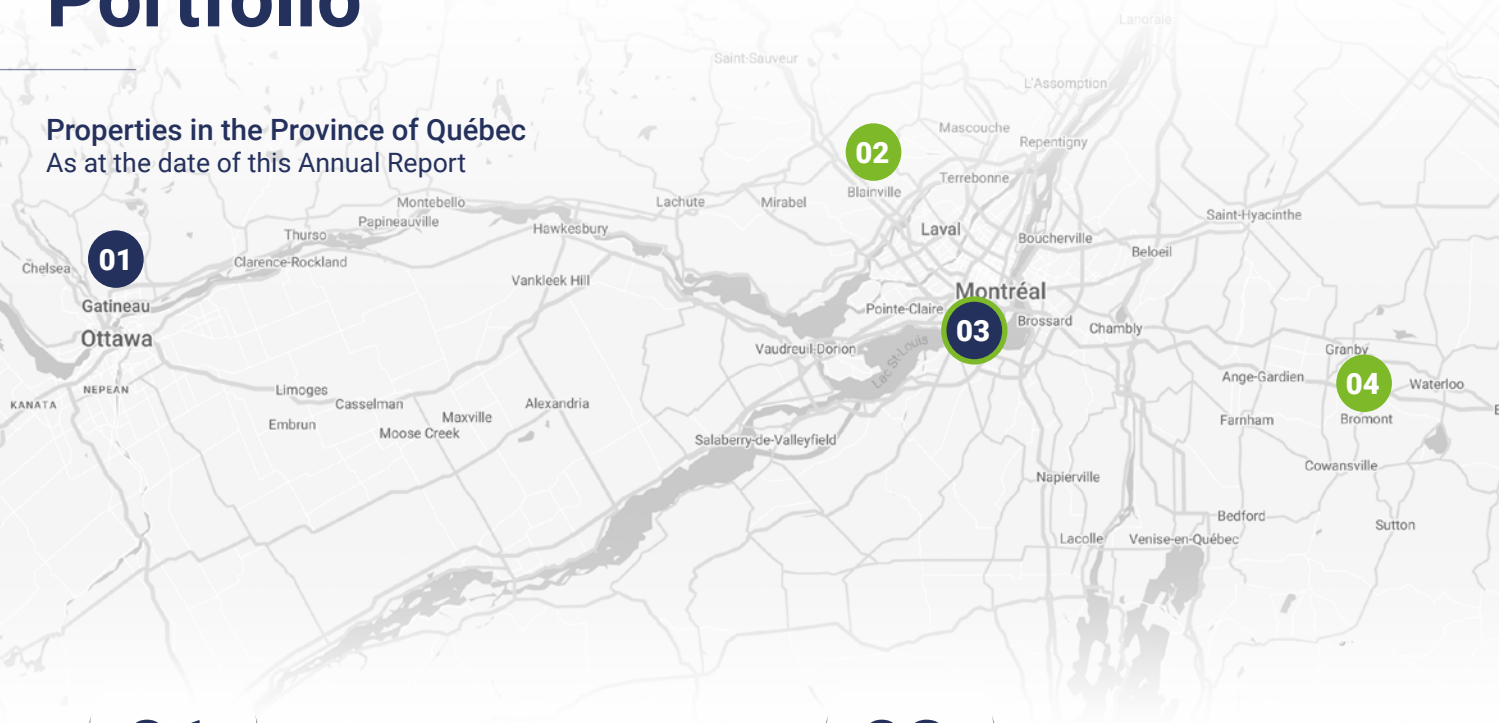 Portfolio
Properties in the Province of Québec
As at the date of this Annual Report
Lanoraie
Saint-Sauveur
L'Assomption
Mascouche
Repentigny
02
Terrebonne
Blainville
Montebello
Lachute
Mirabel
Papineauville
Saint-Hyacinthe
Thurso
Hawkesbury
Laval
Boucherville
Beloeil
01
Chelsea
Clarence-Rockland
Vankleek Hill
Montréal
Gatineau
Pointe-Claire
03
Brossard
Chambly
Ottawa
Vaudreuil-Dorion
Lac St-Louis
Granby
Ange-Gardien
04
Waterloo
NEPEAN
Limoges
KANATA
Casselman
Alexandria
Maxville
Embrun
Moose Creek
Farnham
Bromont
Salaberry-de-Valleyfield
Cowansville
Napierville
Bedford
Sutton
Lacolle
Venise-en-Québec